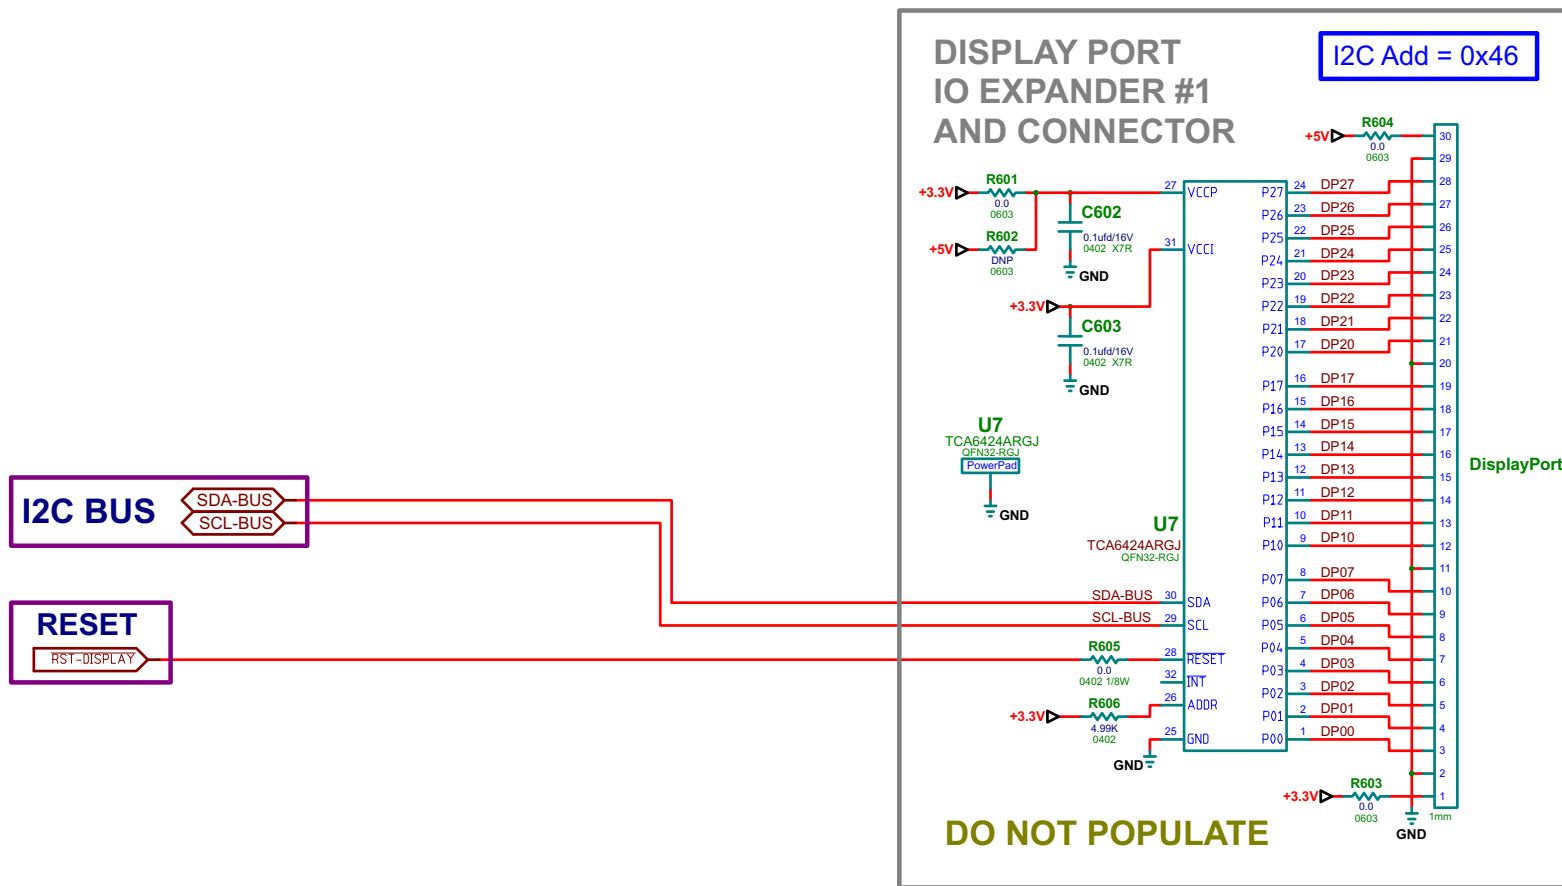 DISPLAY PORT
IO EXPANDER #1
AND CONNECTOR
I2C Add = 0x46
+5V
R604
0.0
0603
+3.3V
R601
0.0
0603
+5V
R602
DNP
0603
C602
0.1ufd/16V
0402 X7R
GND
+3.3V
C603
0.1ufd/16V
0402 X7R
GND
U7
TCA6424ARGJ
QFN32-RGJ
PowerPad
GND
U7
TCA6424ARGJ
QFN32-RGJ
27 VCCP
31 VCCI
SDA-BUS 30 SDA
SCL-BUS 29 SCL
28 RESET
32 INT
26 ADDR
25 GND
P27 24 DP27
P26 23 DP26
P25 22 DP25
P24 21 DP24
P23 20 DP23
P22 19 DP22
P21 18 DP21
P20 17 DP20
P17 16 DP17
P16 15 DP16
P15 14 DP15
P14 13 DP14
P13 12 DP13
P12 11 DP12
P11 10 DP11
P10 9 DP10
P07 8 DP07
P06 7 DP06
P05 6 DP05
P04 5 DP04
P03 4 DP03
P02 3 DP02
P01 2 DP01
P00 1 DP00
30
29
28
27
26
25
24
23
22
21
20
19
18
17
16
15
14
13
12
11
10
9
8
7
6
5
4
3
2
1
DisplayPort
1mm
I2C BUS
SDA-BUS
SCL-BUS
RESET
RST-DISPLAY
R605
0.0
0402 1/8W
+3.3V
R606
4.99K
0402
GND
+3.3V
R603
0.0
0603
GND
DO NOT POPULATE